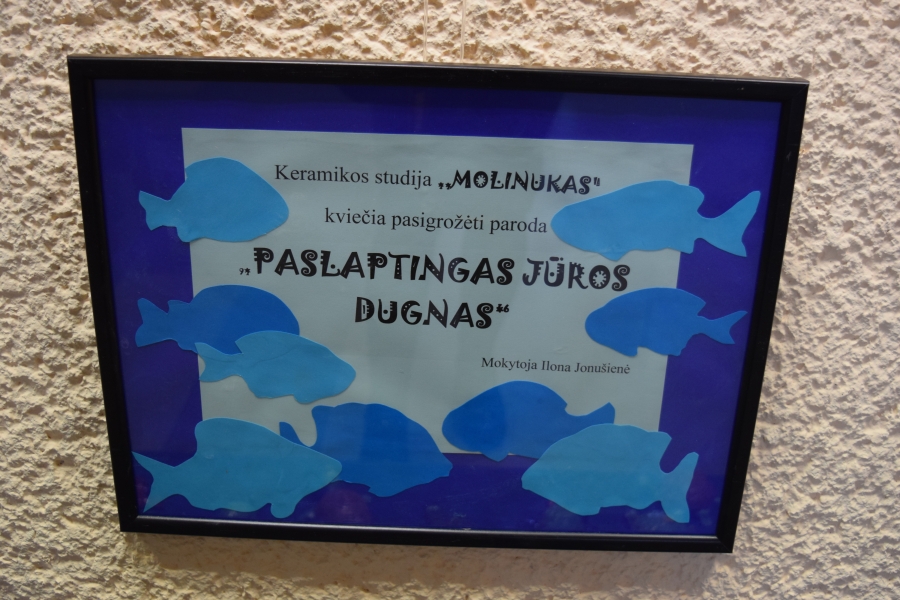 Keramikos studija „MOLINUKAS“
kviečia pasigrožėti paroda
„PASLAPTINGAS JŪROS
DUGNAS“
Mokytoja Ilona Jonušienė